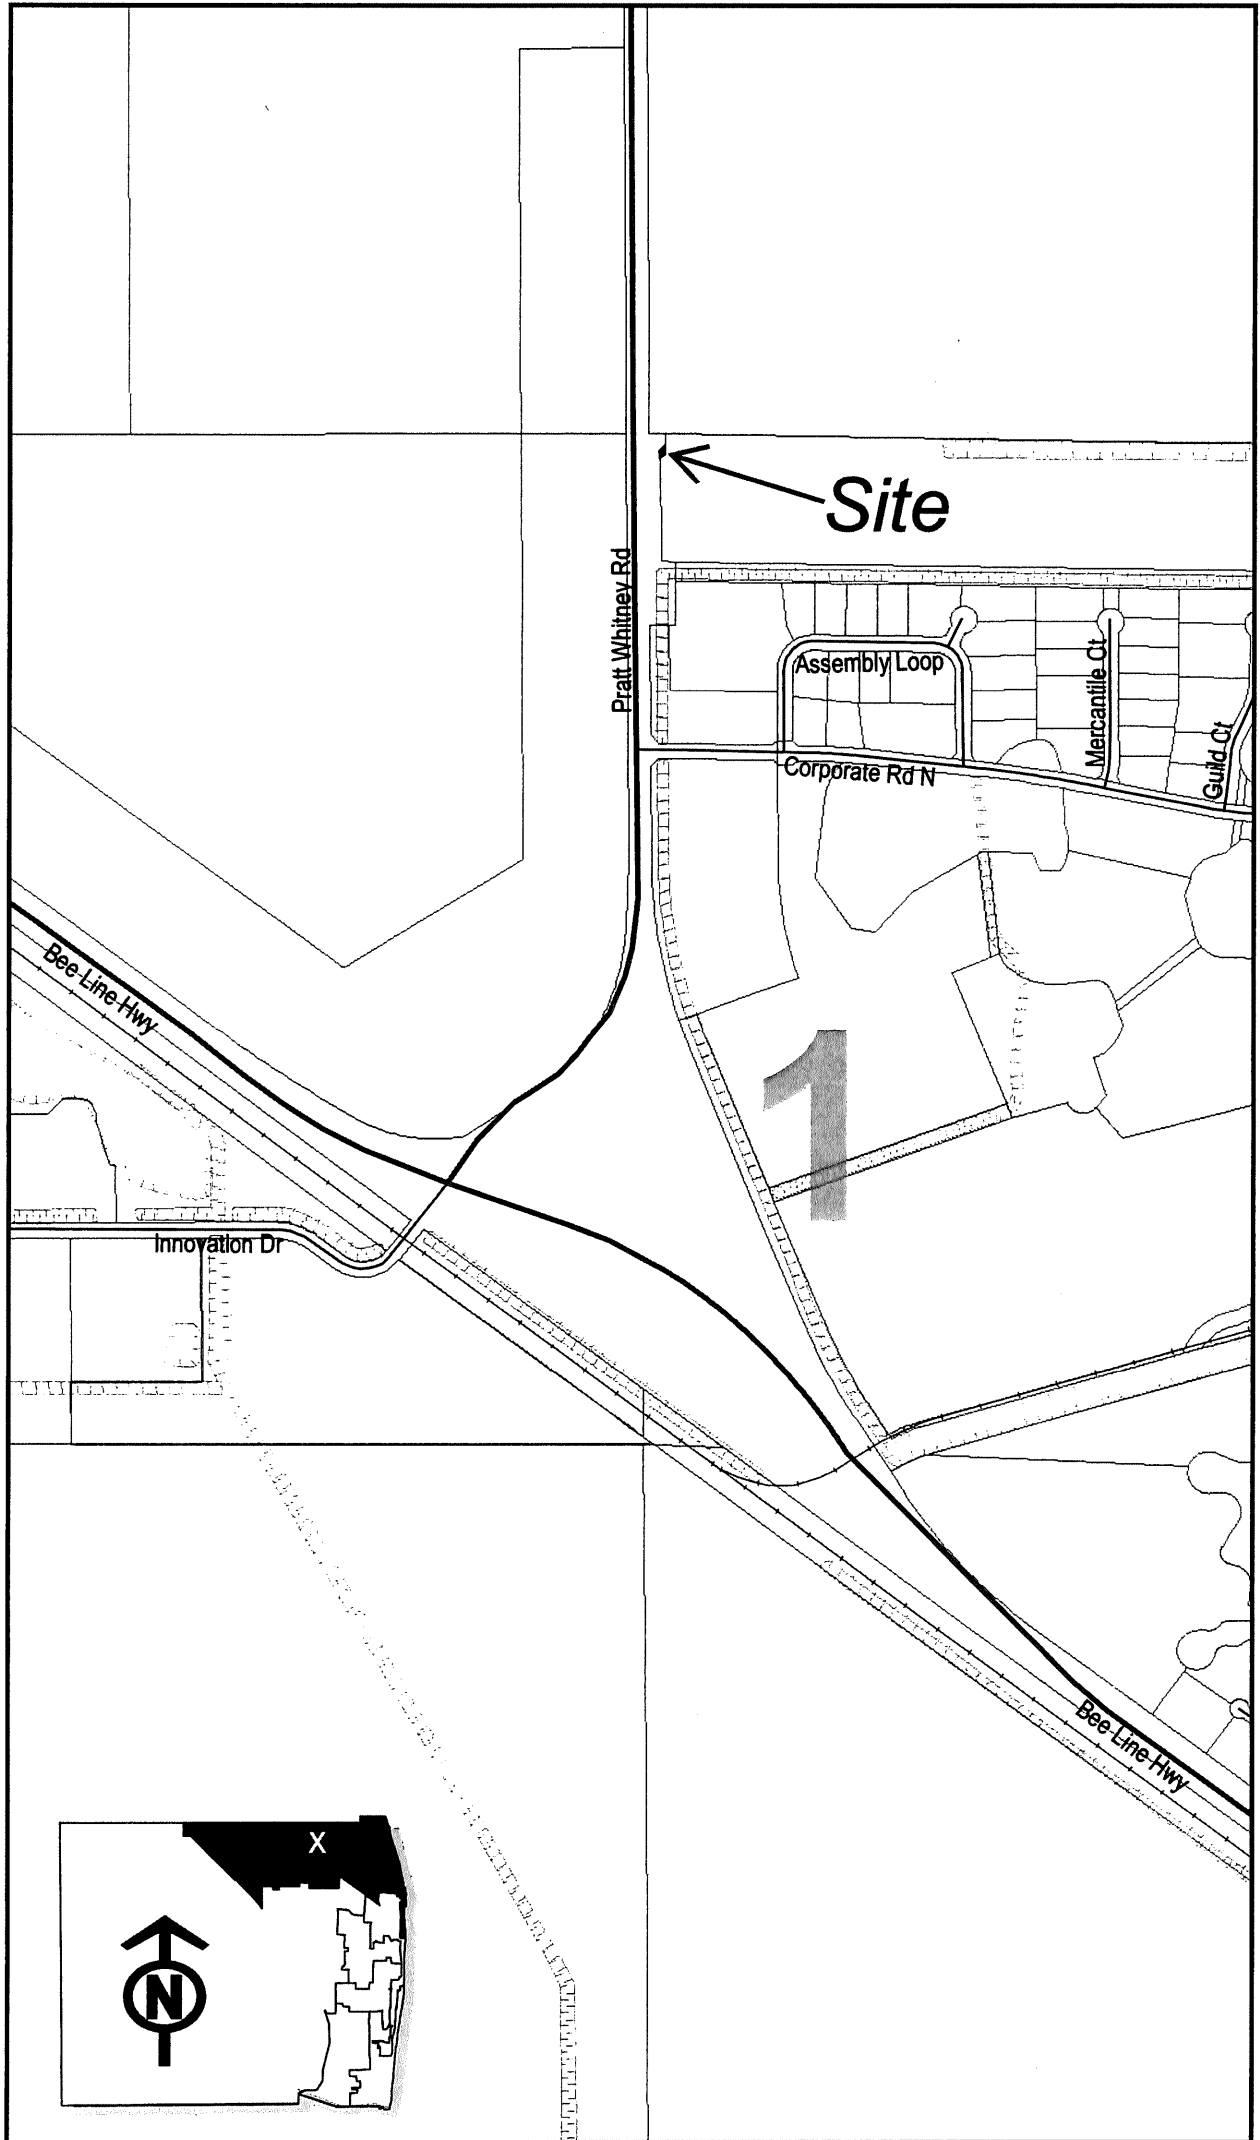 Site
Pratt Whitney Rd
Assembly Loop
Mercantile Ct
Guild Ct
Corporate Rd N
Bee Line Hwy
1
Innovation Dr
Bee Line Hwy
X
N